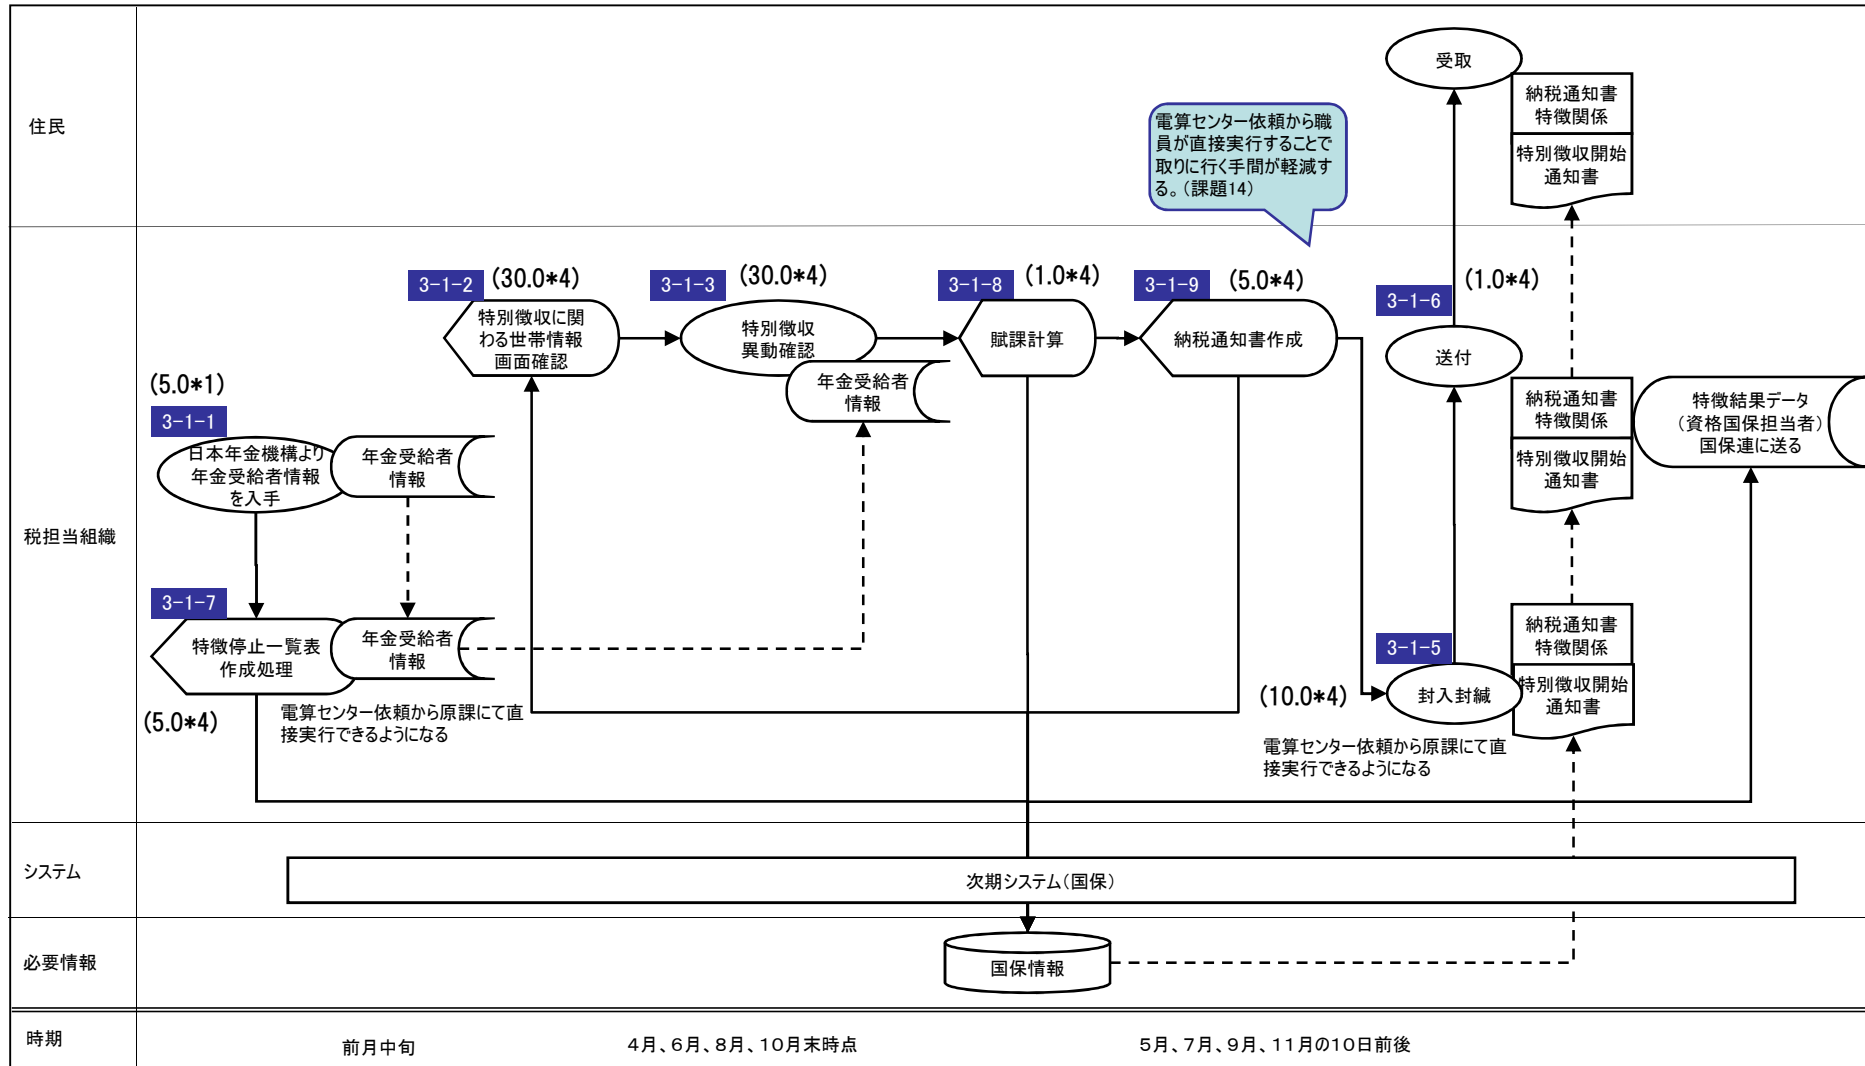 住民
受取
納税通知書
特徴関係
特別徴収開始
通知書
電算センター依頼から職
員が直接実行することで
取りに行く手間が軽減す
る。（課題14）
税担当組織
3-1-2
(30.0*4)
特別徴収に関
わる世帯情報
画面確認
3-1-3
(30.0*4)
特別徴収
異動確認
年金受給者
情報
3-1-8
(1.0*4)
賦課計算
3-1-9
(5.0*4)
納税通知書作成
3-1-6
(1.0*4)
送付
納税通知書
特徴関係
特別徴収開始
通知書
特徴結果データ
（資格国保担当者）
国保連に送る
(5.0*1)
3-1-1
日本年金機構より
年金受給者情報
を入手
年金受給者
情報
3-1-7
特徴停止一覧表
作成処理
年金受給者
情報
(5.0*4)
電算センター依頼から原課にて直
接実行できるようになる
3-1-5
(10.0*4)
封入封緘
納税通知書
特徴関係
特別徴収開始
通知書
電算センター依頼から原課にて直
接実行できるようになる
システム
次期システム（国保）
必要情報
国保情報
時期
前月中旬
4月、6月、8月、10月末時点
5月、7月、9月、11月の10日前後